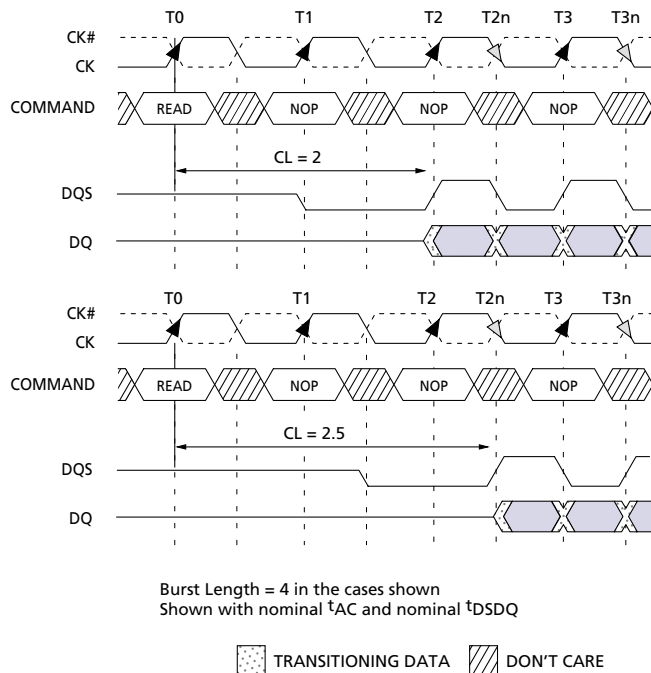 T0 T1 T2 T2n T3 T3n
CK#
CK
COMMAND READ NOP NOP NOP
CL = 2
DQS
DQ
T0 T1 T2 T2n T3 T3n
CK#
CK
COMMAND READ NOP NOP NOP
CL = 2.5
DQS
DQ
Burst Length = 4 in the cases shown
Shown with nominal tAC and nominal tDSDQ
TRANSITIONING DATA DON'T CARE